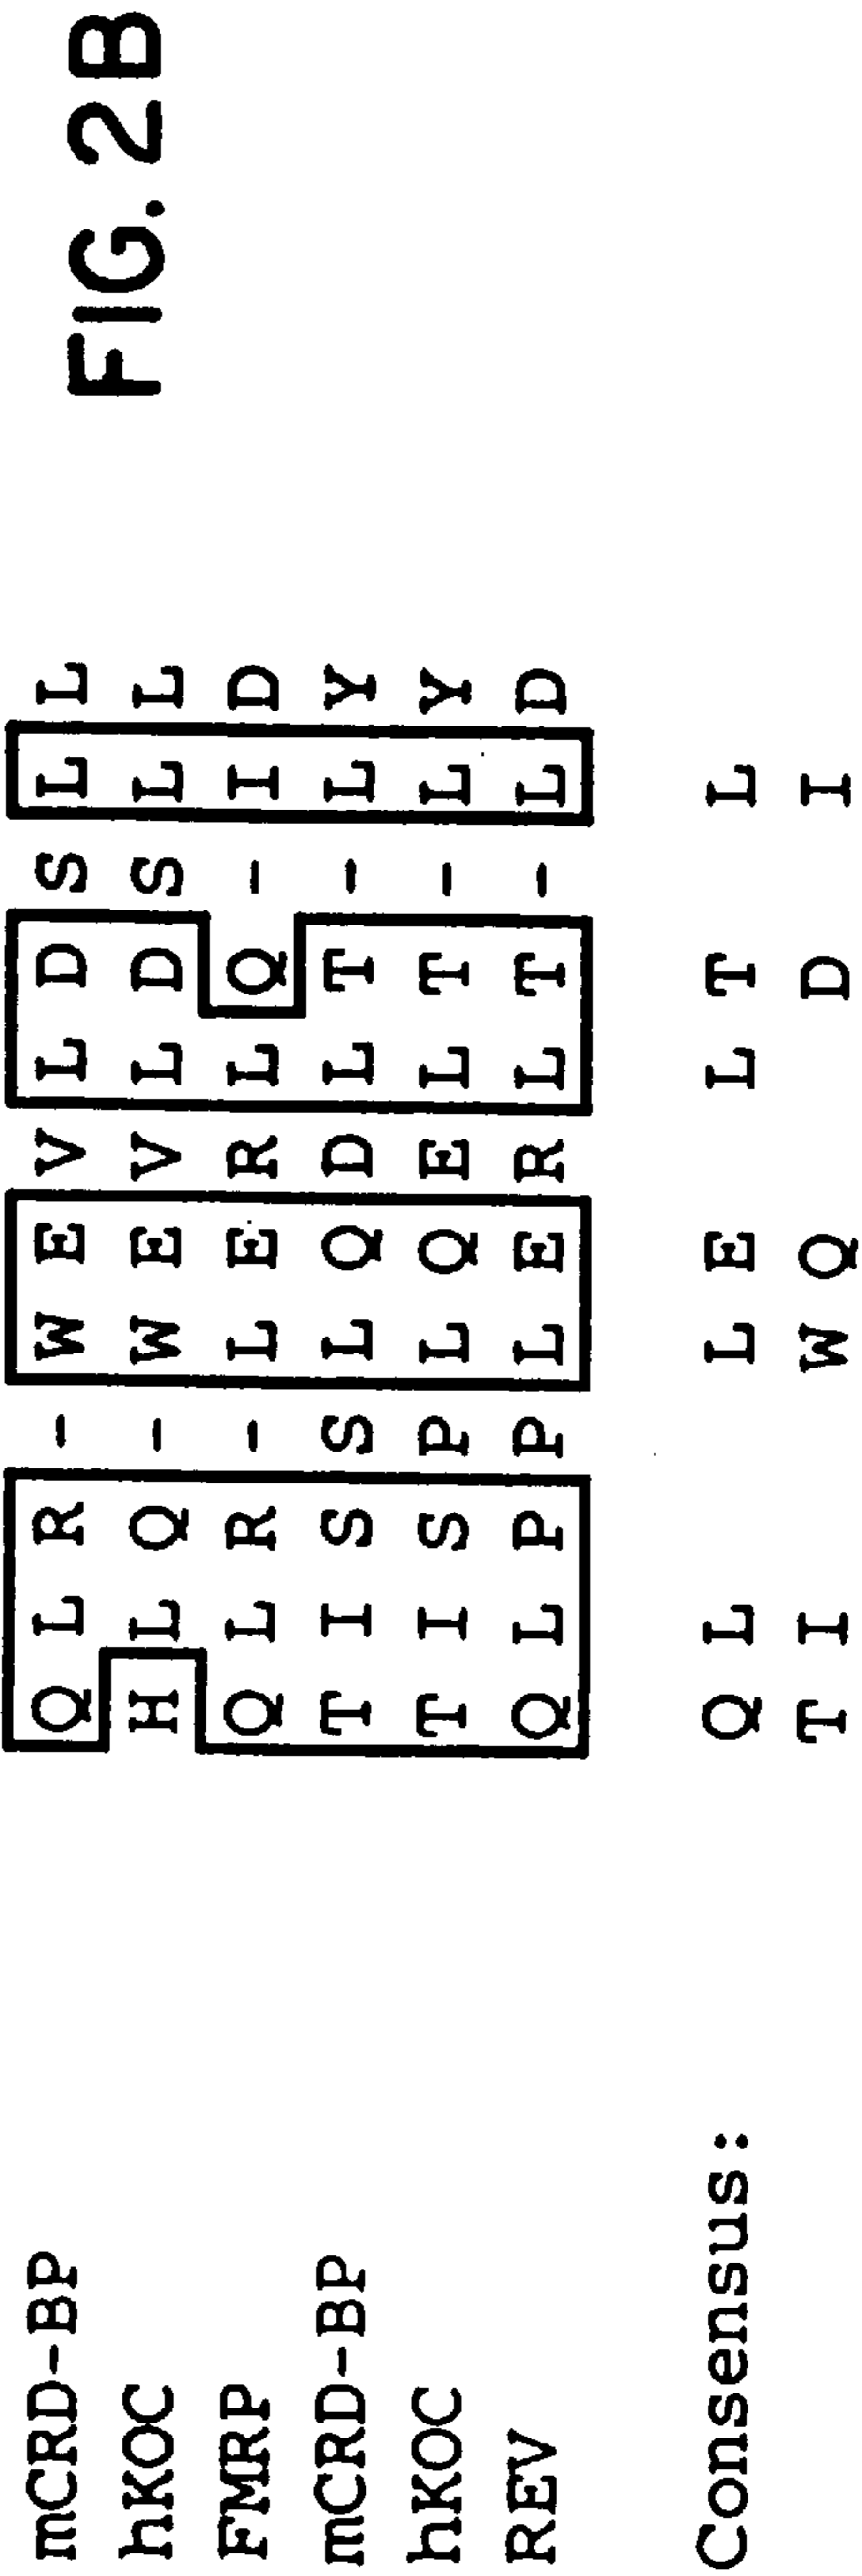 mCRD-BP Q L R - W E V L D S L L
hKOC H L Q - W E V L D S L L
FMRP Q L R - L E R L Q - I D
mCRD-BP T I S S L Q D L T - L Y
hKOC T I S P L Q E L T - L Y
REV Q L P P L E R L T - L D
Consensus: Q L L E L T L
T I W Q D I
FIG. 2B